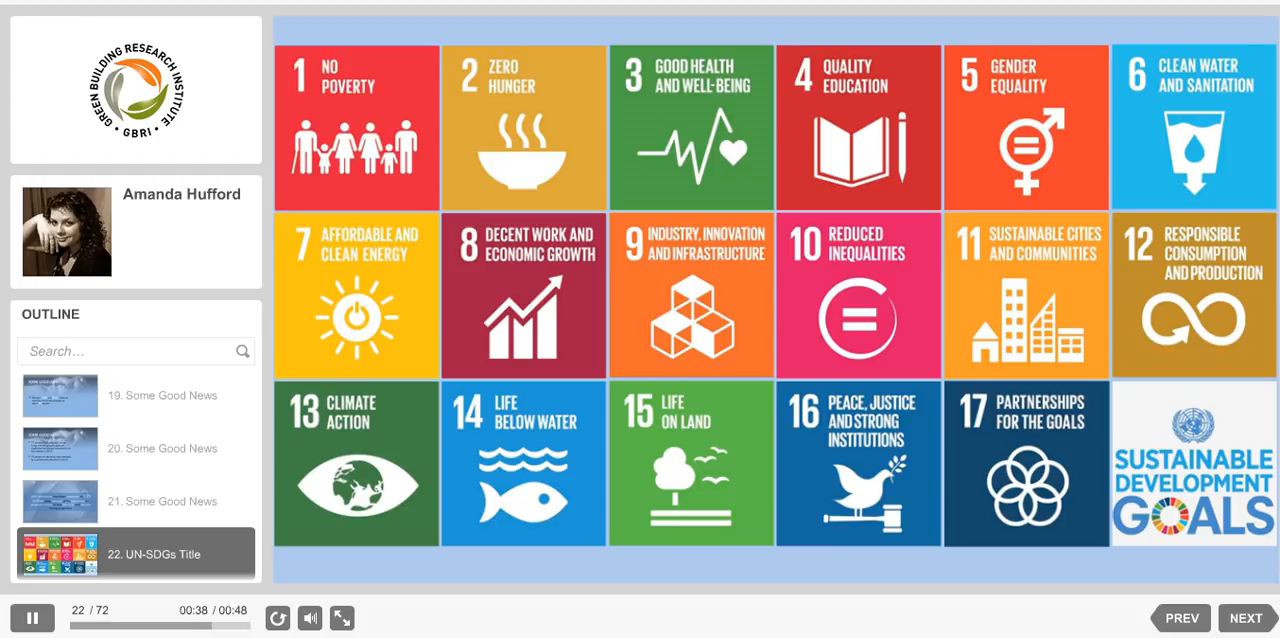 GREEN BUILDING RESEARCH INSTITUTE
• GBRI •
Amanda Hufford
OUTLINE
Search...
19. Some Good News
20. Some Good News
21. Some Good News
22. UN-SDGs Title
1 NO
POVERTY
2 ZERO
HUNGER
3 GOOD HEALTH
AND WELL-BEING
4 QUALITY
EDUCATION
5 GENDER
EQUALITY
6 CLEAN WATER
AND SANITATION
7 AFFORDABLE AND
CLEAN ENERGY
8 DECENT WORK AND
ECONOMIC GROWTH
9 INDUSTRY, INNOVATION
AND INFRASTRUCTURE
10 REDUCED
INEQUALITIES
11 SUSTAINABLE CITIES
AND COMMUNITIES
12 RESPONSIBLE
CONSUMPTION
AND PRODUCTION
13 CLIMATE
ACTION
14 LIFE
BELOW WATER
15 LIFE
ON LAND
16 PEACE, JUSTICE
AND STRONG
INSTITUTIONS
17 PARTNERSHIPS
FOR THE GOALS
SUSTAINABLE
DEVELOPMENT
GOALS
22 / 72
00:38 / 00:48
PREV
NEXT